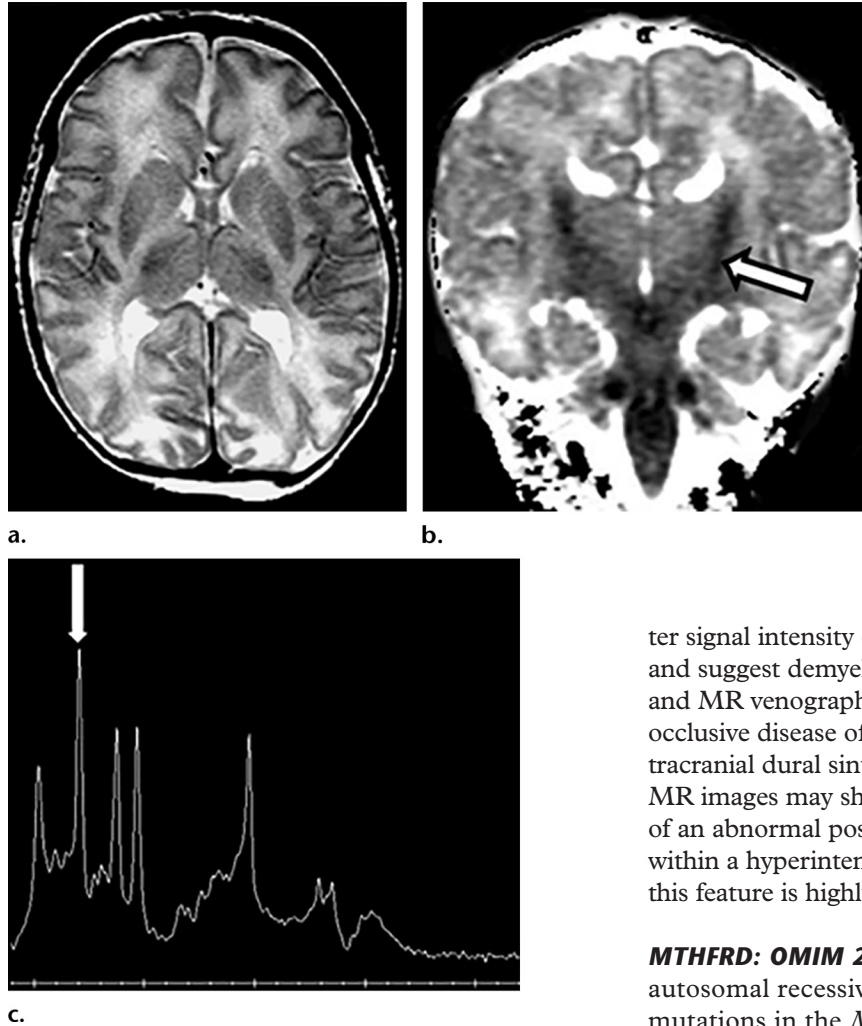 a.
b.
c.
ter signal intensity
and suggest demye
and MR venograph
occlusive disease of
tracranial dural sin
MR images may sh
of an abnormal pos
within a hyperinten
this feature is highl
MTHFRD: OMIM 2
autosomal recessiv
mutations in the